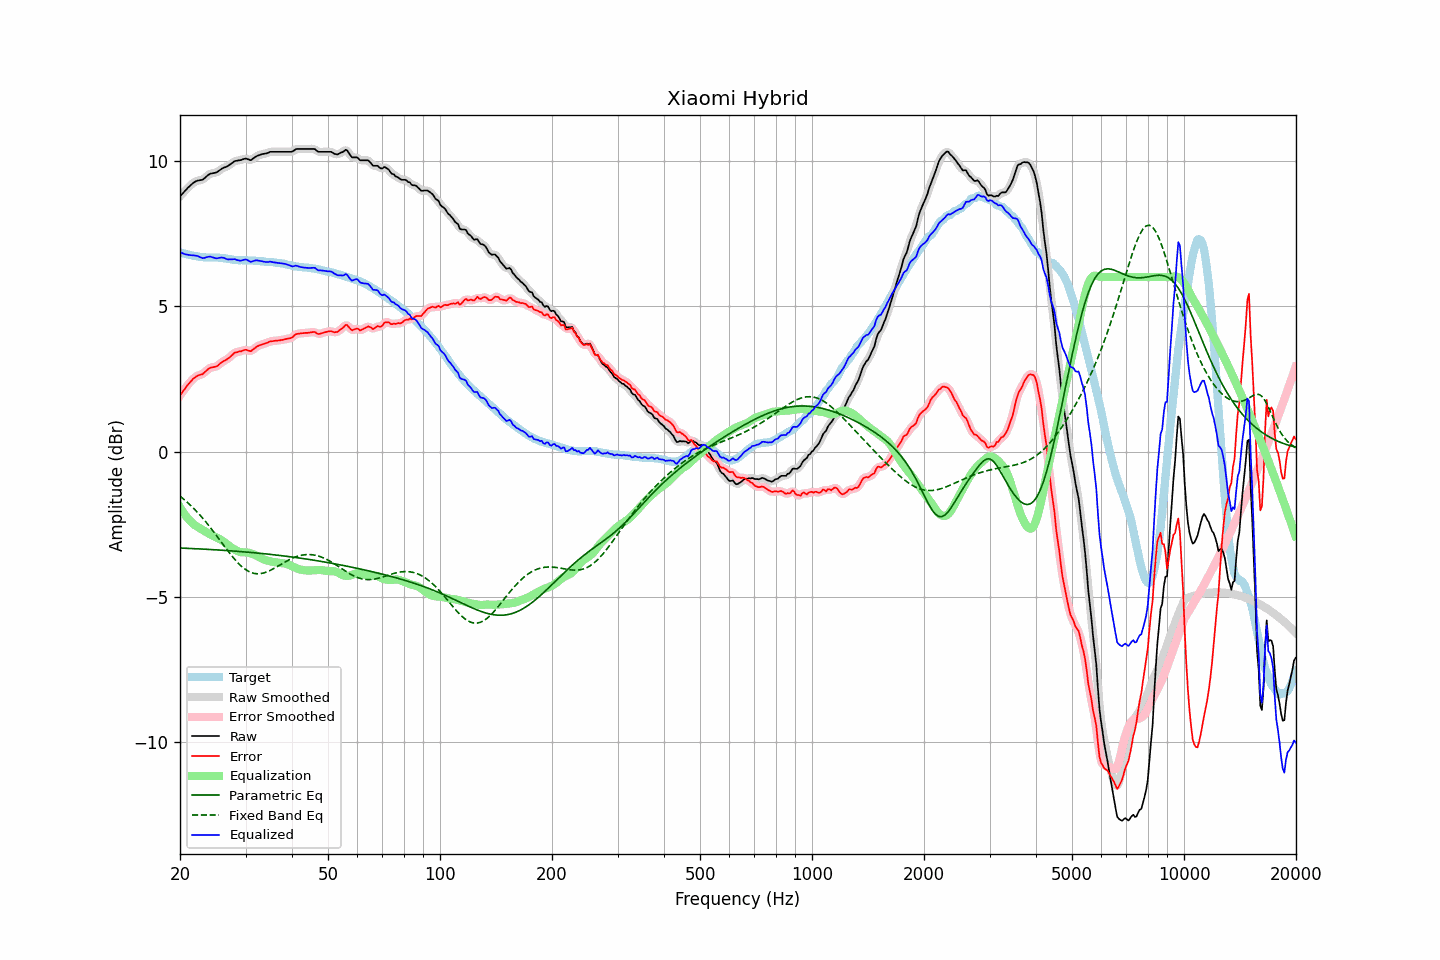 Xiaomi Hybrid
Amplitude (dBr)
10
5
0
−5
−10
Target
Raw Smoothed
Error Smoothed
Raw
Error
Equalization
Parametric Eq
Fixed Band Eq
Equalized
20 50 100 200 500 1000 2000 5000 10000 20000
Frequency (Hz)